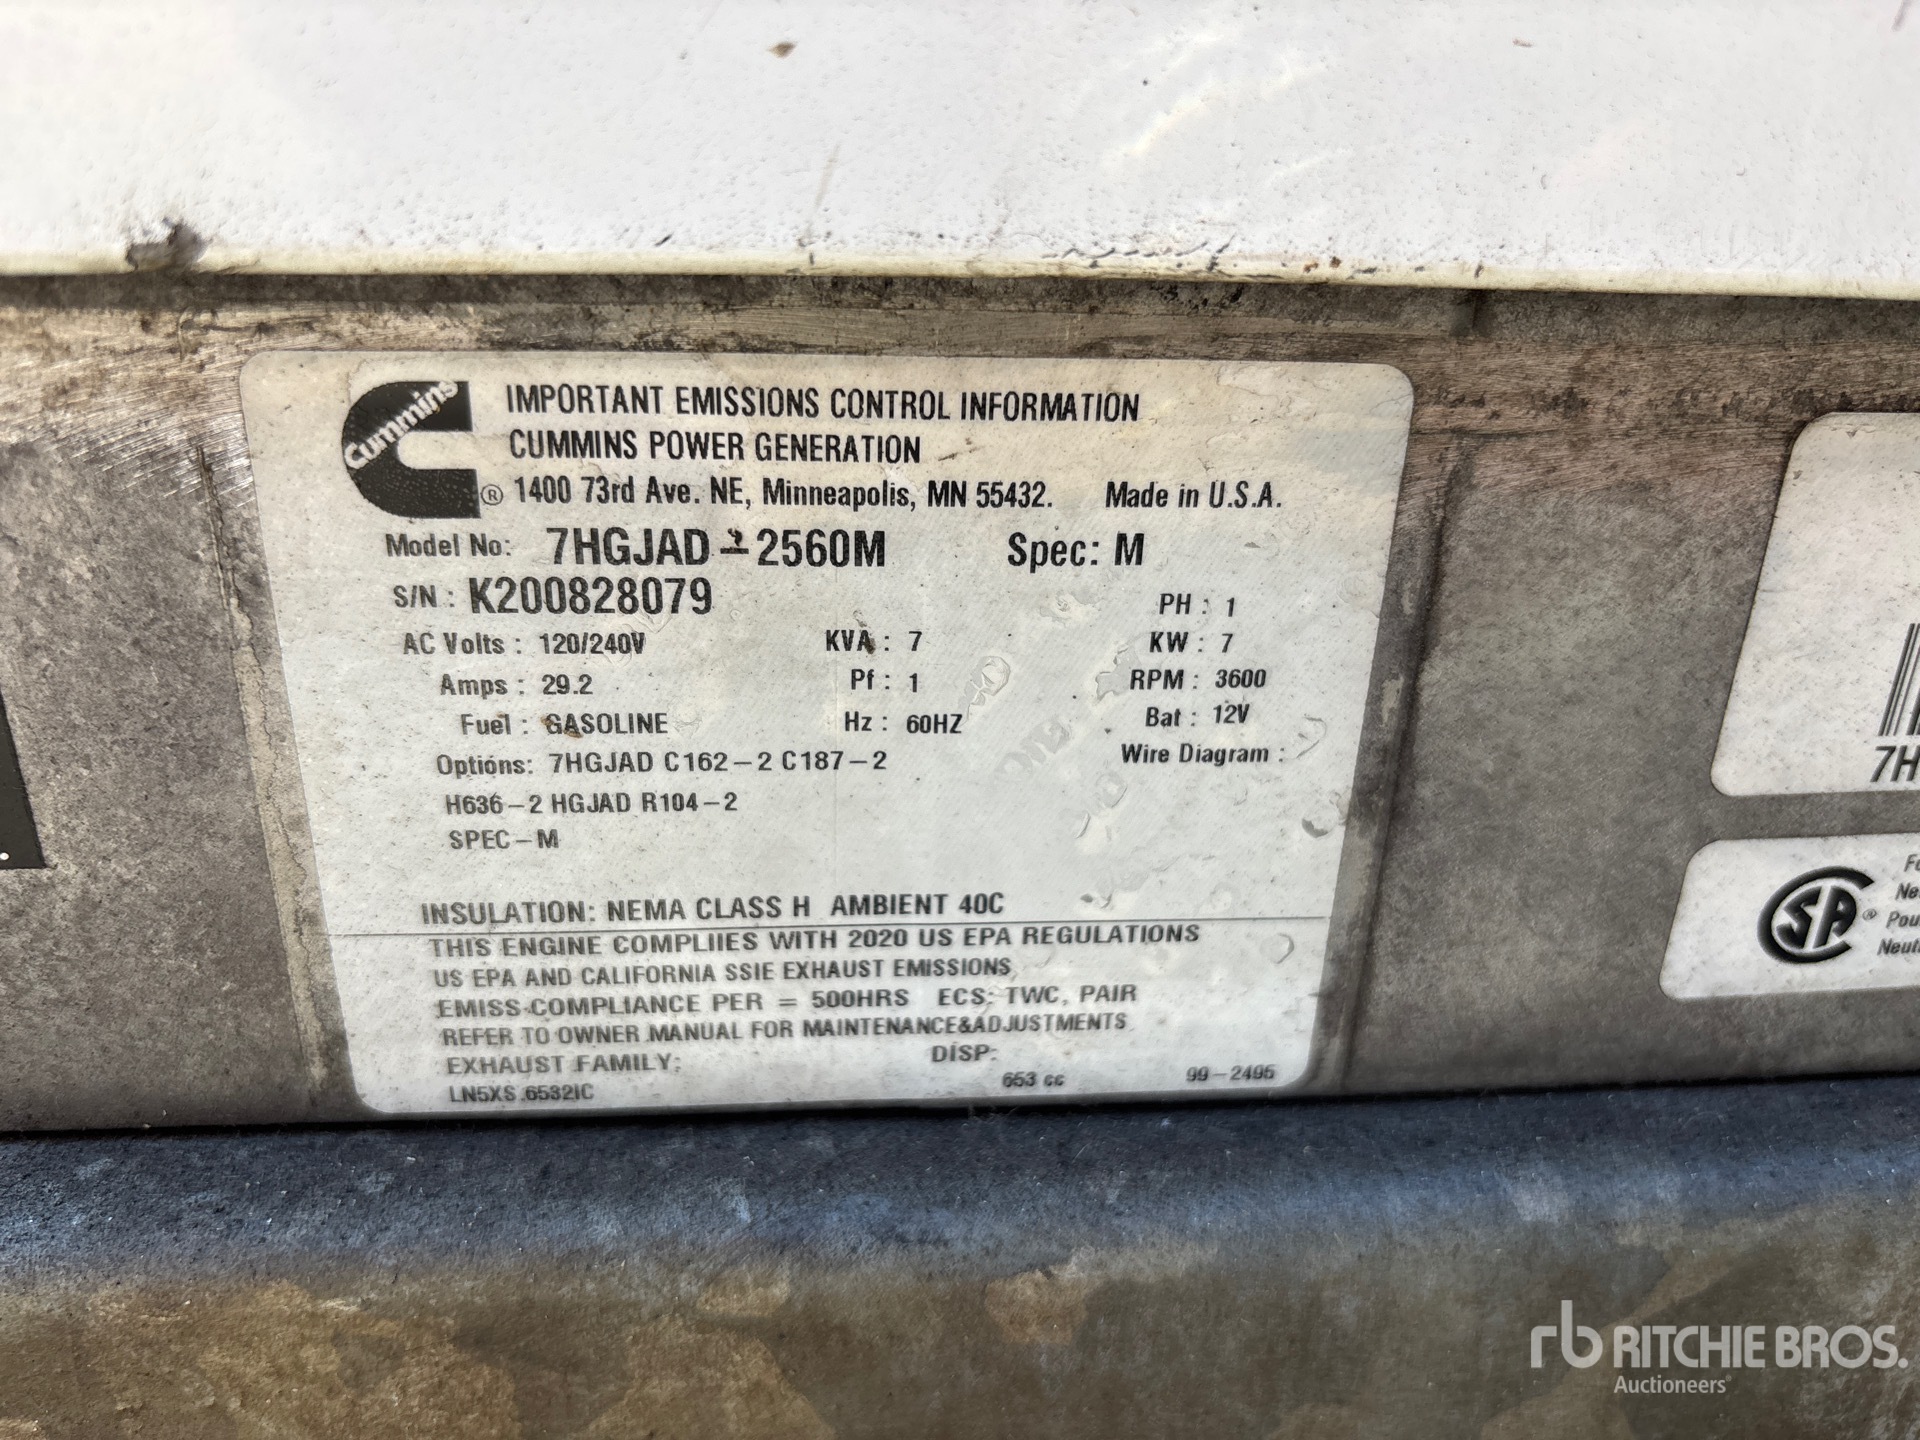 Cummins
IMPORTANT EMISSIONS CONTROL INFORMATION
CUMMINS POWER GENERATION
® 1400 73rd Ave. NE, Minneapolis, MN 55432. Made in U.S.A.
Model No: 7HGJAD-2560M Spec: M
S/N : K200828079
PH : 1
AC Volts : 120/240V KVA : 7 KW : 7
Amps : 29.2 Pf : 1 RPM : 3600
Fuel : GASOLINE Hz : 60HZ Bat : 12V
Options: 7HGJAD C162-2 C187-2 Wire Diagram :
H636-2 HGJAD R104-2
SPEC-M
INSULATION: NEMA CLASS H AMBIENT 40C
THIS ENGINE COMPLIIES WITH 2020 US EPA REGULATIONS
US EPA AND CALIFORNIA SSIE EXHAUST EMISSIONS
EMISS COMPLIANCE PER = 500HRS ECS: TWC, PAIR
REFER TO OWNER MANUAL FOR MAINTENANCE&ADJUSTMENTS
EXHAUST FAMILY: DISP:
LN5XS.6532IC 653 cc 99-2495
7H
SA ®
Ne
Pou
Neut
rb RITCHIE BROS.
Auctioneers